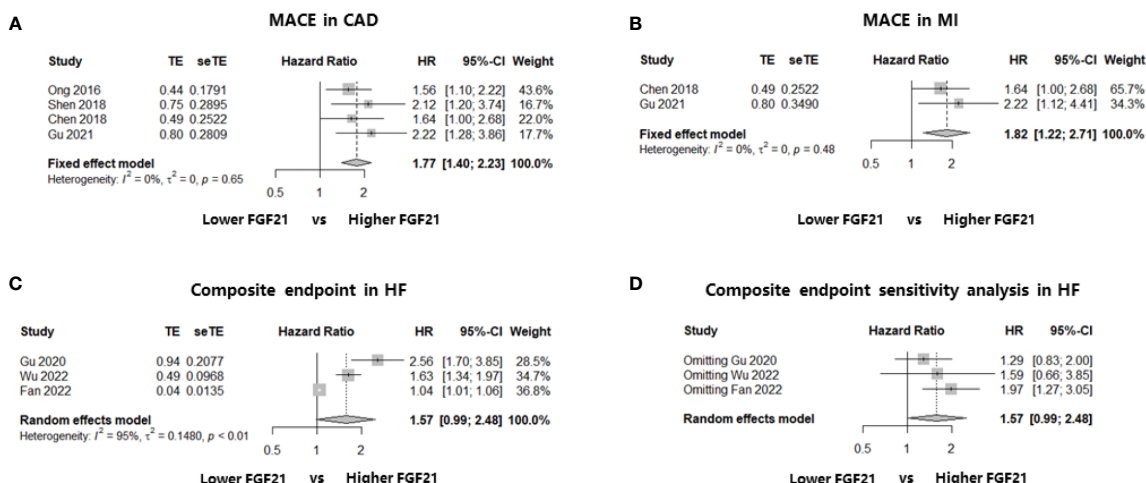 A
MACE in CAD
Study TE seTE Hazard Ratio HR 95%-CI Weight
Ong 2016 0.44 0.1791 1.56 [1.10; 2.22] 43.6%
Shen 2018 0.75 0.2895 2.12 [1.20; 3.74] 16.7%
Chen 2018 0.49 0.2522 1.64 [1.00; 2.68] 22.0%
Gu 2021 0.80 0.2809 2.22 [1.28; 3.86] 17.7%
Fixed effect model 1.77 [1.40; 2.23] 100.0%
Heterogeneity: I² = 0%, τ² = 0, p = 0.65
0.5 1 2
Lower FGF21 vs Higher FGF21
B
MACE in MI
Study TE seTE Hazard Ratio HR 95%-CI Weight
Chen 2018 0.49 0.2522 1.64 [1.00; 2.68] 65.7%
Gu 2021 0.80 0.3490 2.22 [1.12; 4.41] 34.3%
Fixed effect model 1.82 [1.22; 2.71] 100.0%
Heterogeneity: I² = 0%, τ² = 0, p = 0.48
0.5 1 2
Lower FGF21 vs Higher FGF21
C
Composite endpoint in HF
Study TE seTE Hazard Ratio HR 95%-CI Weight
Gu 2020 0.94 0.2077 2.56 [1.70; 3.85] 28.5%
Wu 2022 0.49 0.0968 1.63 [1.34; 1.97] 34.7%
Fan 2022 0.04 0.0135 1.04 [1.01; 1.06] 36.8%
Random effects model 1.57 [0.99; 2.48] 100.0%
Heterogeneity: I² = 95%, τ² = 0.1480, p < 0.01
0.5 1 2
Lower FGF21 vs Higher FGF21
D
Composite endpoint sensitivity analysis in HF
Study Hazard Ratio HR 95%-CI
Omitting Gu 2020 1.29 [0.83; 2.00]
Omitting Wu 2022 1.59 [0.66; 3.85]
Omitting Fan 2022 1.97 [1.27; 3.05]
Random effects model 1.57 [0.99; 2.48]
0.5 1 2
Lower FGF21 vs Higher FGF21